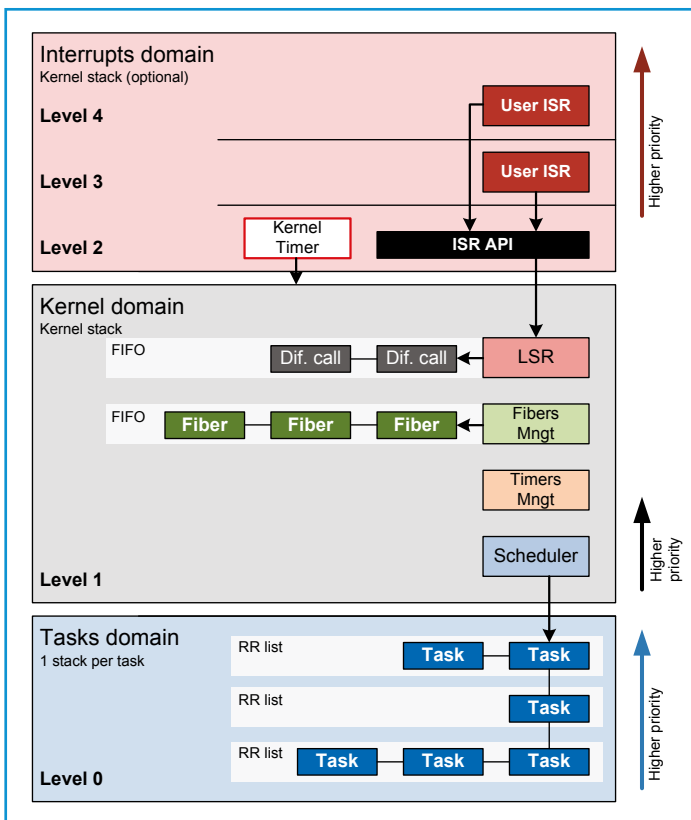 Interrupts domain
Kernel stack (optional)
Level 4
User ISR
Level 3
User ISR
Level 2
Kernel
Timer
ISR API
Higher priority
Kernel domain
Kernel stack
FIFO
Dif. call
Dif. call
LSR
FIFO
Fiber
Fiber
Fiber
Fibers
Mngt
Timers
Mngt
Scheduler
Level 1
Higher
priority
Tasks domain
1 stack per task
RR list
Task
Task
RR list
Task
RR list
Task
Task
Task
Level 0
Higher priority